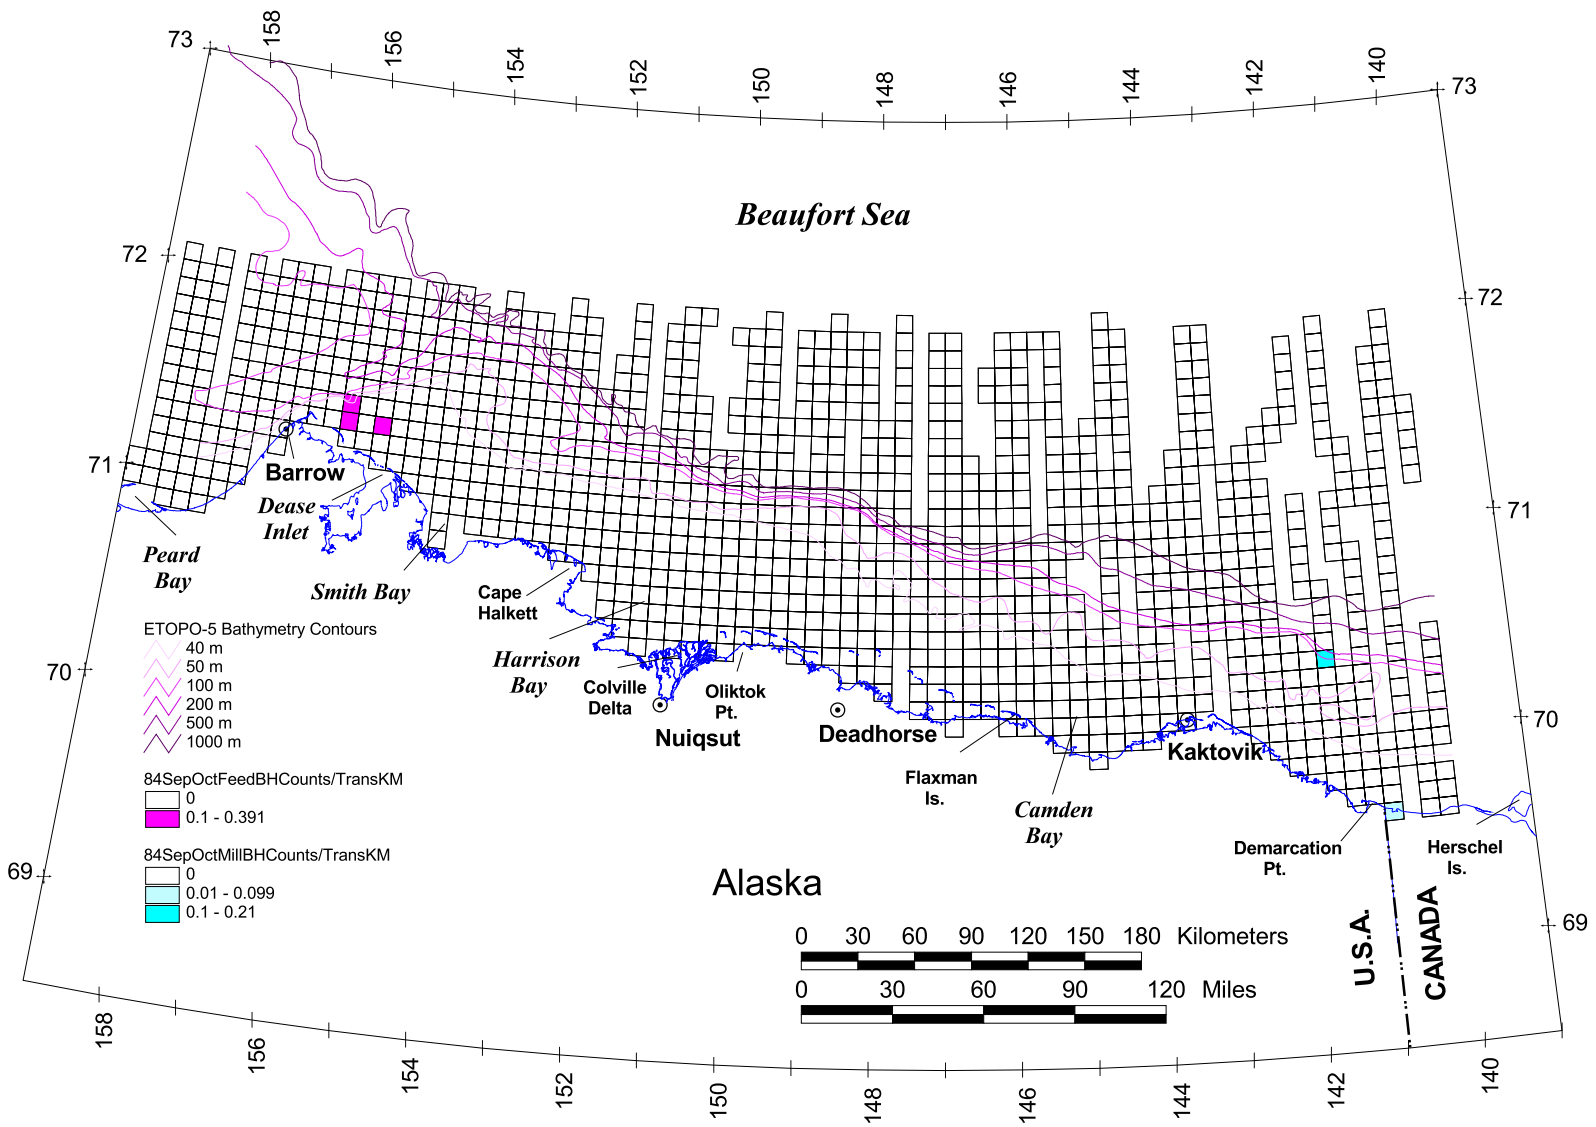 158
156
154
152
150
148
146
144
142
140
73
73
Beaufort Sea
72
72
71
71
Barrow
Dease
Inlet
Peard
Bay
Smith Bay
Cape
Halkett
ETOPO-5 Bathymetry Contours
40 m
50 m
100 m
200 m
500 m
1000 m
Harrison
Bay
Colville
Delta
Oliktok
Pt.
70
70
Nuiqsut
Deadhorse
Kaktovik
Flaxman
Is.
Camden
Bay
Demarcation
Pt.
Herschel
Is.
84SepOctFeedBHCounts/TransKM
0
0.1 - 0.391
84SepOctMillBHCounts/TransKM
0
0.01 - 0.099
0.1 - 0.21
69
69
Alaska
U.S.A.
CANADA
0 30 60 90 120 150 180 Kilometers
0 30 60 90 120 Miles
158
156
154
152
150
148
146
144
142
140